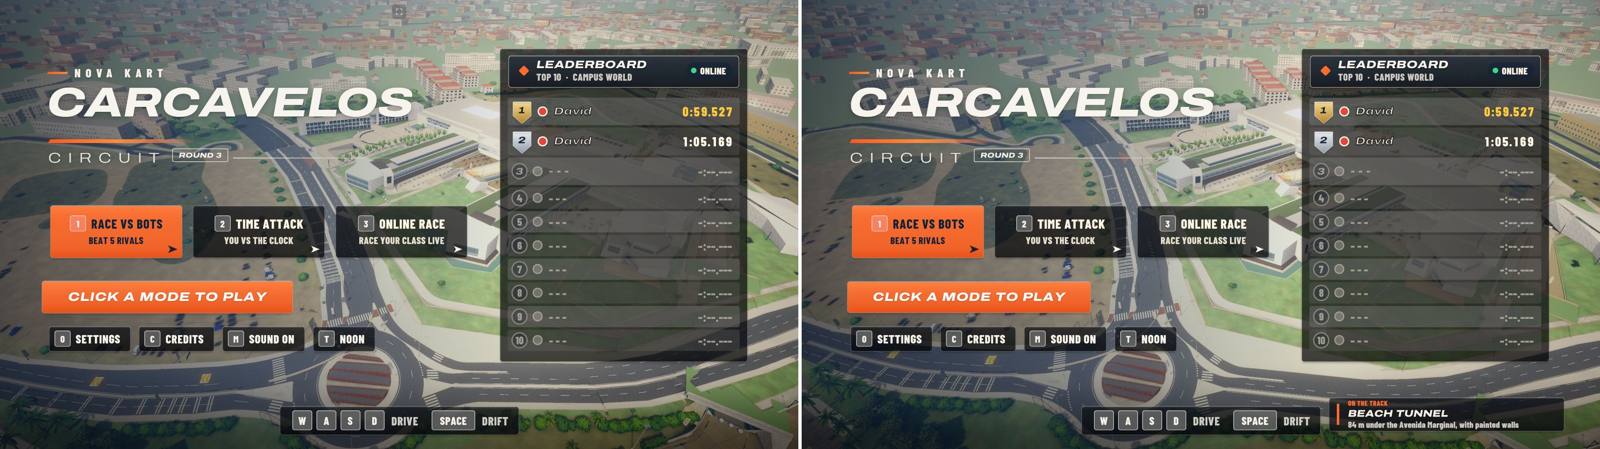 NOVA KART
CARCAVELOS
CIRCUIT ROUND 3
1 RACE VS BOTS
BEAT 5 RIVALS
2 TIME ATTACK
YOU VS THE CLOCK
3 ONLINE RACE
RACE YOUR CLASS LIVE
CLICK A MODE TO PLAY
O SETTINGS
C CREDITS
M SOUND ON
T NOON
W A S D DRIVE SPACE DRIFT
LEADERBOARD
TOP 10 · CAMPUS WORLD
ONLINE
1 David 0:59.527
2 David 1:05.169
3 --- -:--.---
4 --- -:--.---
5 --- -:--.---
6 --- -:--.---
7 --- -:--.---
8 --- -:--.---
9 --- -:--.---
10 --- -:--.---
NOVA KART
CARCAVELOS
CIRCUIT ROUND 3
1 RACE VS BOTS
BEAT 5 RIVALS
2 TIME ATTACK
YOU VS THE CLOCK
3 ONLINE RACE
RACE YOUR CLASS LIVE
CLICK A MODE TO PLAY
O SETTINGS
C CREDITS
M SOUND ON
T NOON
W A S D DRIVE SPACE DRIFT
LEADERBOARD
TOP 10 · CAMPUS WORLD
ONLINE
1 David 0:59.527
2 David 1:05.169
3 --- -:--.---
4 --- -:--.---
5 --- -:--.---
6 --- -:--.---
7 --- -:--.---
8 --- -:--.---
9 --- -:--.---
10 --- -:--.---
ON THE TRACK
BEACH TUNNEL
84 m under the Avenida Marginal, with painted walls